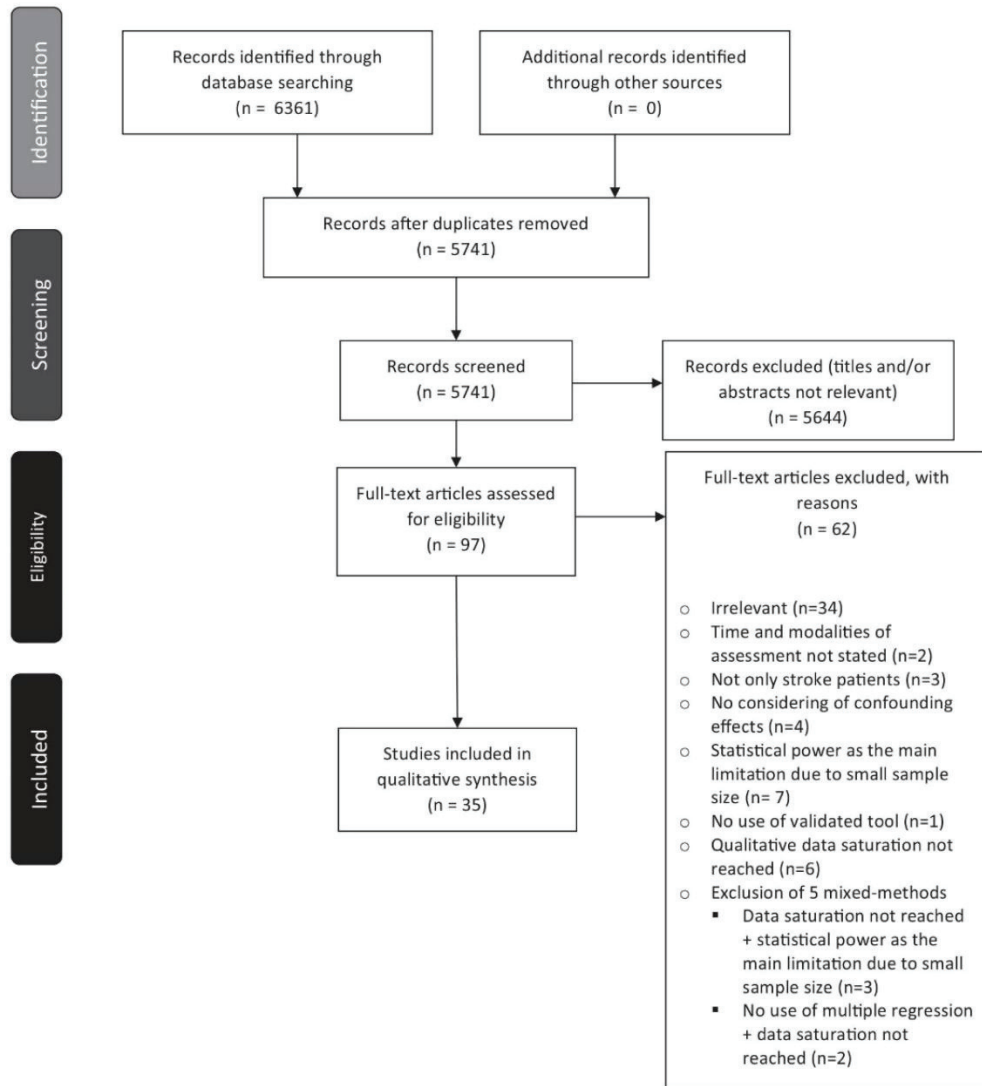 Identification
Records identified through
database searching
(n = 6361)
Additional records identified
through other sources
(n = 0)
Records after duplicates removed
(n = 5741)
Screening
Records screened
(n = 5741)
Records excluded (titles and/or
abstracts not relevant)
(n = 5644)
Eligibility
Full-text articles assessed
for eligibility
(n = 97)
Full-text articles excluded, with
reasons
(n = 62)
○ Irrelevant (n=34)
○ Time and modalities of
assessment not stated (n=2)
○ Not only stroke patients (n=3)
○ No considering of confounding
effects (n=4)
○ Statistical power as the main
limitation due to small sample
size (n= 7)
○ No use of validated tool (n=1)
○ Qualitative data saturation not
reached (n=6)
○ Exclusion of 5 mixed-methods
▪ Data saturation not reached
+ statistical power as the
main limitation due to small
sample size (n=3)
▪ No use of multiple regression
+ data saturation not
reached (n=2)
Included
Studies included in
qualitative synthesis
(n = 35)